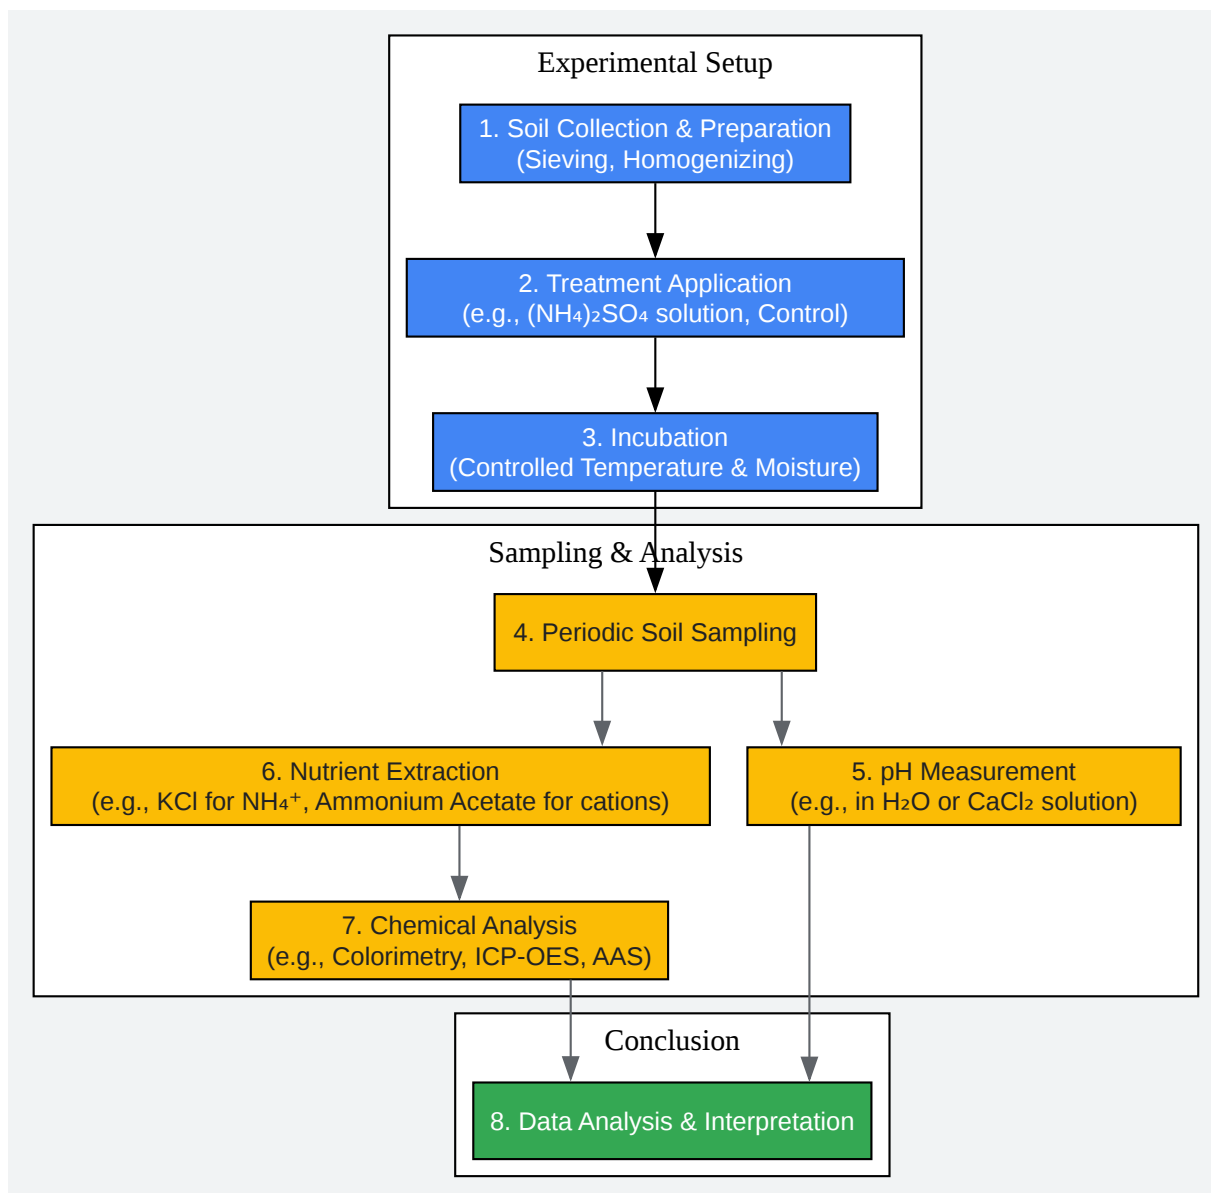 Experimental Setup
1. Soil Collection & Preparation
(Sieving, Homogenizing)
2. Treatment Application
(e.g., (NH₄)₂SO₄ solution, Control)
3. Incubation
(Controlled Temperature & Moisture)
Sampling & Analysis
4. Periodic Soil Sampling
6. Nutrient Extraction
(e.g., KCl for NH₄⁺, Ammonium Acetate for cations)
5. pH Measurement
(e.g., in H₂O or CaCl₂ solution)
7. Chemical Analysis
(e.g., Colorimetry, ICP-OES, AAS)
Conclusion
8. Data Analysis & Interpretation